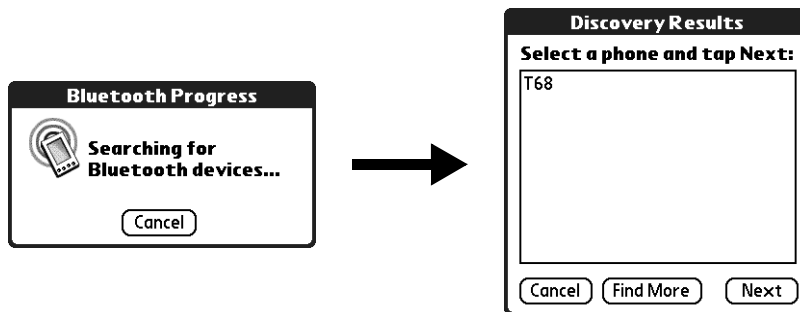 Bluetooth Progress
Searching for
Bluetooth devices...
Cancel
Discovery Results
Select a phone and tap Next:
T68
Cancel
Find More
Next